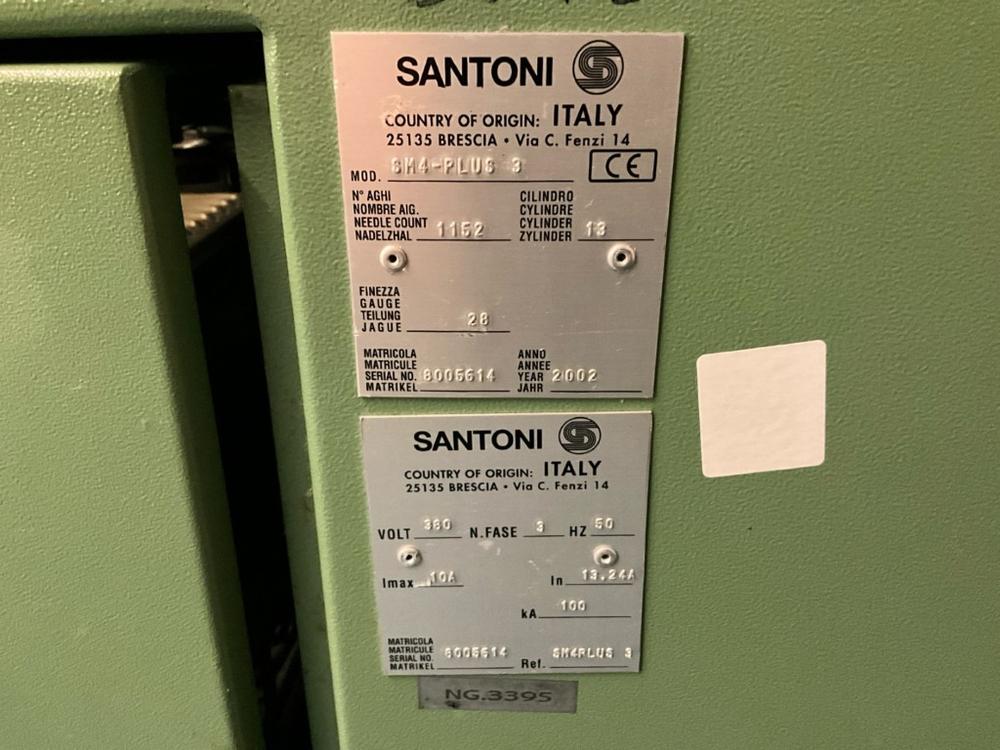 SANTONI
COUNTRY OF ORIGIN: ITALY
25135 BRESCIA • Via C. Fenzi 14
MOD. SM4-PLUS 3 CE
N° AGHI CILINDRO
NOMBRE AIG. CYLINDRE
NEEDLE COUNT 1152 CYLINDER 13
NADELZHAL ZYLINDER
FINEZZA
GAUGE
TEILUNG 28
JAGUE
MATRICOLA ANNO
MATRICULE ANNEE
SERIAL NO. 8005614 YEAR 2002
MATRIKEL JAHR
SANTONI
COUNTRY OF ORIGIN: ITALY
25135 BRESCIA • Via C. Fenzi 14
VOLT 380 N.FASE 3 HZ 50
Imax 10A In 13,24A
kA 100
MATRICOLA
MATRICULE
SERIAL NO. 8005614
MATRIKEL Ref. SM4PLUS 3
NG.3395